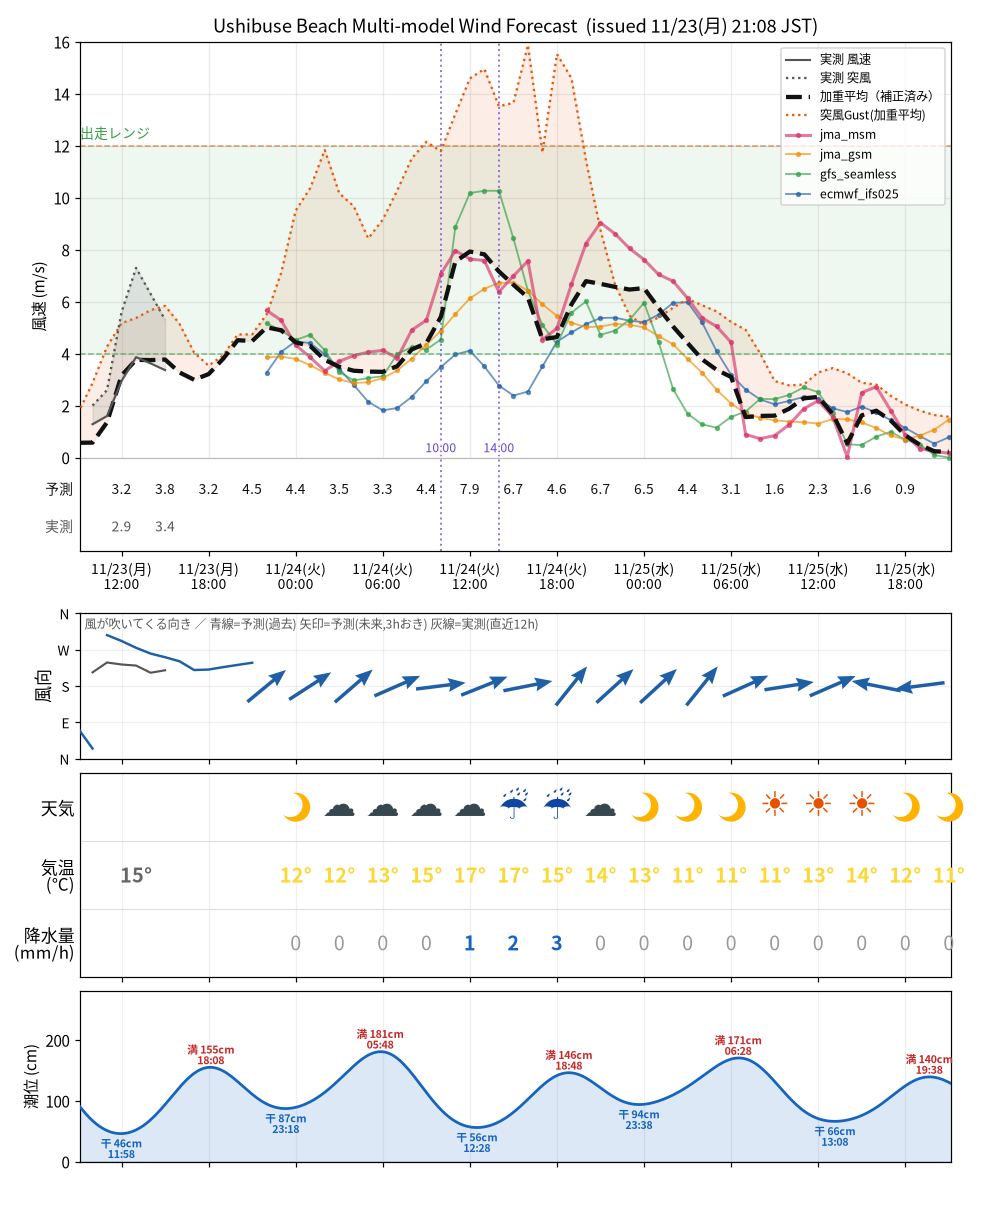 Ushibuse Beach Multi-model Wind Forecast (issued 11/23(月) 21:08 JST)
16
14
12
10
8
6
4
2
0
風速 (m/s)
出走レンジ
実測 風速
実測 突風
加重平均（補正済み）
突風Gust(加重平均)
jma_msm
jma_gsm
gfs_seamless
ecmwf_ifs025
10:00 14:00
予測 3.2 3.8 3.2 4.5 4.4 3.5 3.3 4.4 7.9 6.7 4.6 6.7 6.5 4.4 3.1 1.6 2.3 1.6 0.9
実測 2.9 3.4
11/23(月) 11/23(月) 11/24(火) 11/24(火) 11/24(火) 11/24(火) 11/25(水) 11/25(水) 11/25(水) 11/25(水)
12:00 18:00 00:00 06:00 12:00 18:00 00:00 06:00 12:00 18:00
風が吹いてくる向き ／ 青線=予測(過去) 矢印=予測(未来,3hおき) 灰線=実測(直近12h)
N
W
S
E
N
風向
天気
気温
(℃)
15° 12° 12° 13° 15° 17° 17° 15° 14° 13° 11° 11° 11° 13° 14° 12° 11°
降水量
(mm/h)
0 0 0 0 1 2 3 0 0 0 0 0 0 0 0 0
潮位 (cm)
200
100
0
満 155cm
18:08
満 181cm
05:48
満 146cm
18:48
満 171cm
06:28
満 140cm
19:38
干 46cm
11:58
干 87cm
23:18
干 56cm
12:28
干 94cm
23:38
干 66cm
13:08